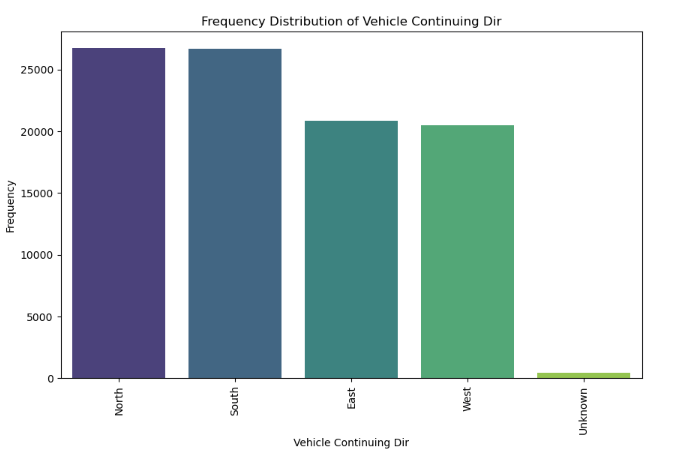 Frequency Distribution of Vehicle Continuing Dir
25000
20000
15000
10000
5000
0
Frequency
North
South
East
West
Unknown
Vehicle Continuing Dir